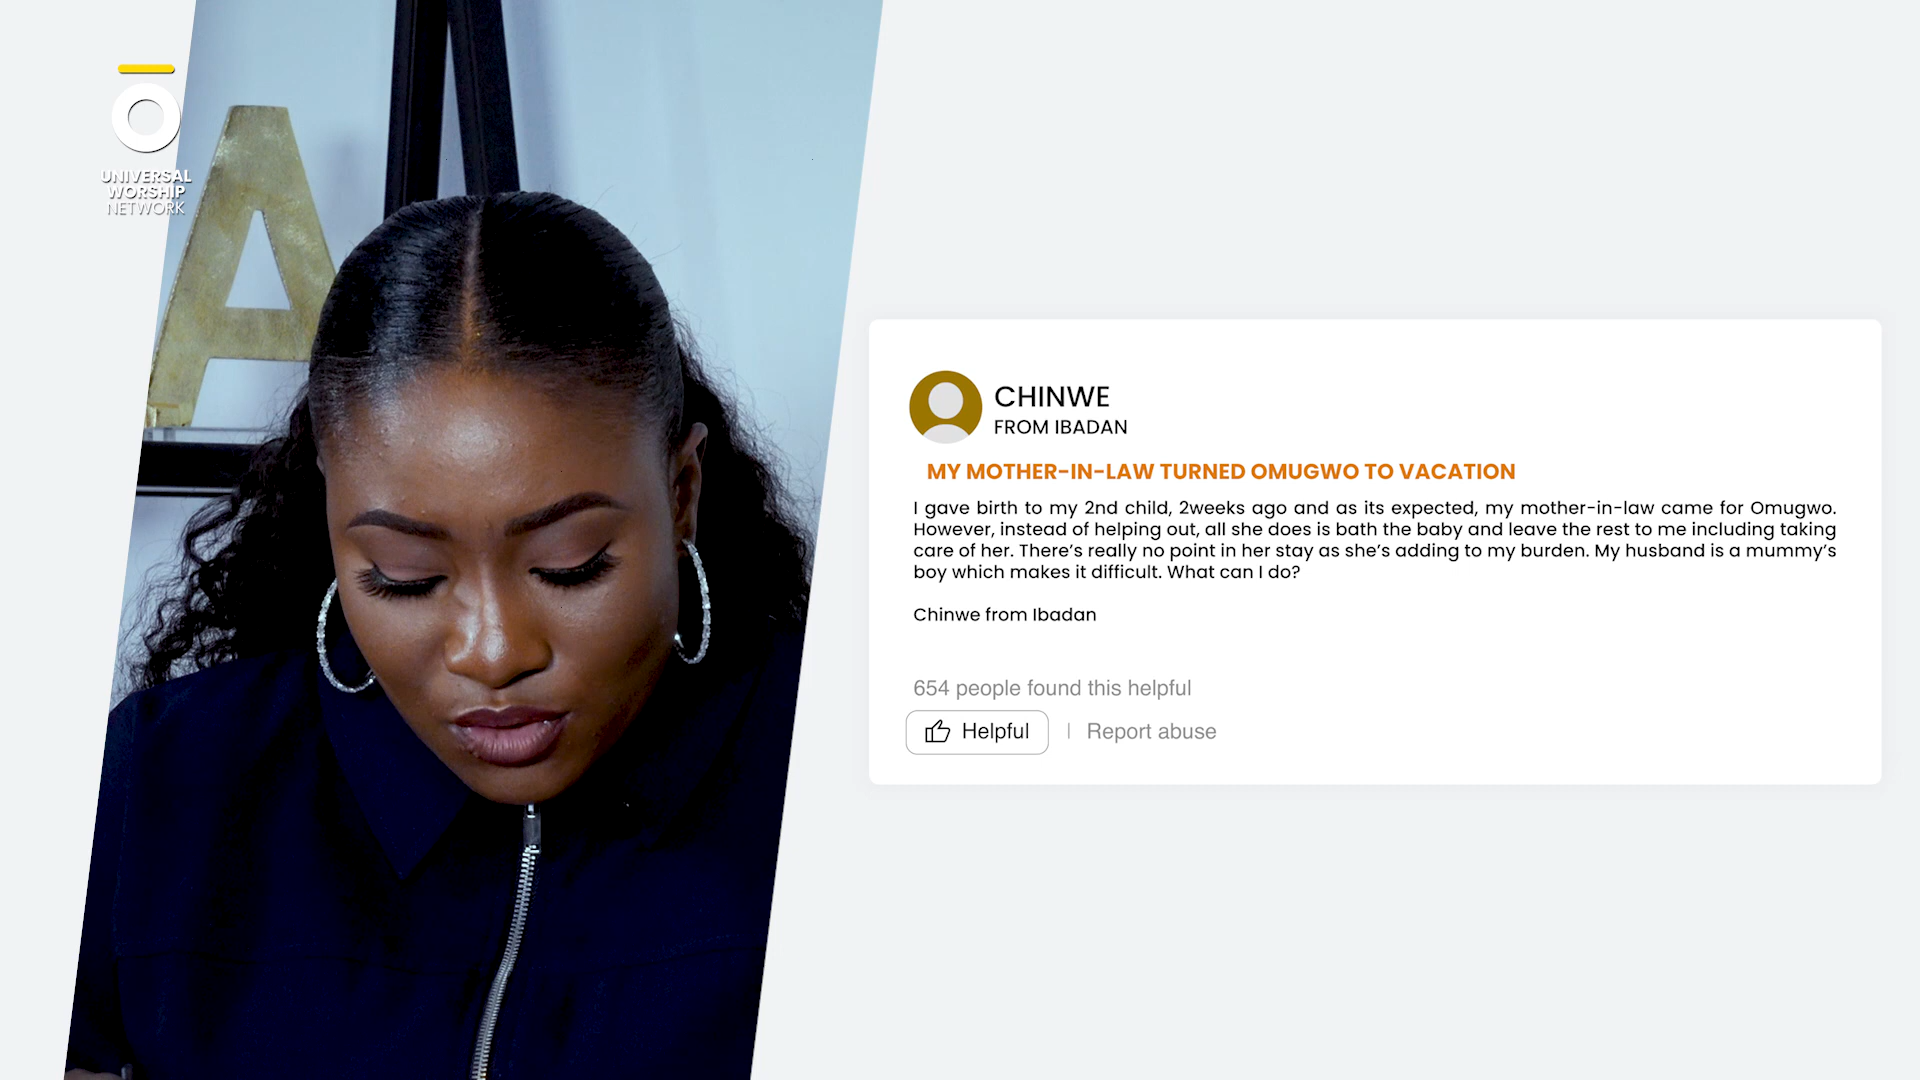 UNIVERSAL
WORSHIP
NETWORK
A
CHINWE
FROM IBADAN
MY MOTHER-IN-LAW TURNED OMUGWO TO VACATION
I gave birth to my 2nd child, 2weeks ago and as its expected, my mother-in-law came for Omugwo.
However, instead of helping out, all she does is bath the baby and leave the rest to me including taking
care of her. There's really no point in her stay as she's adding to my burden. My husband is a mummy's
boy which makes it difficult. What can I do?
Chinwe from Ibadan
654 people found this helpful
Helpful | Report abuse